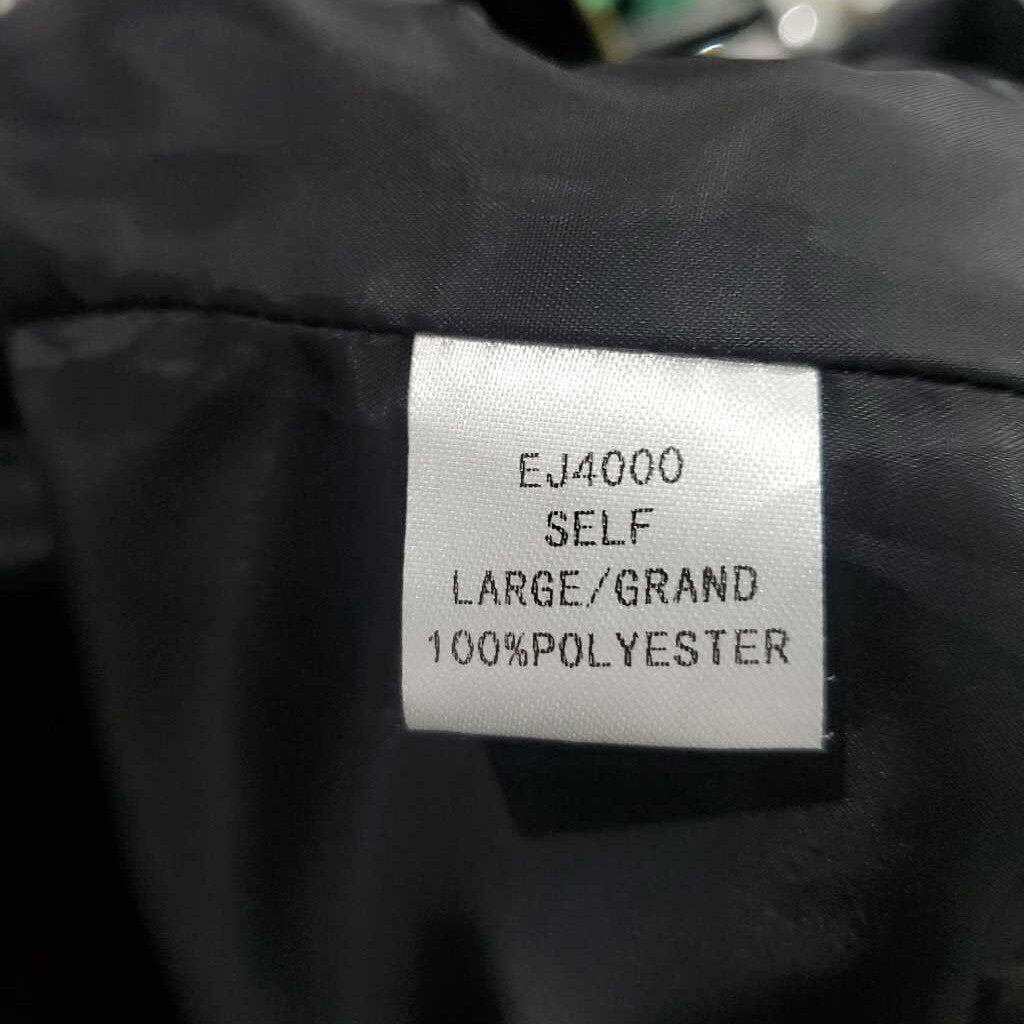 EJ4000
SELF
LARGE/GRAND
100%POLYESTER